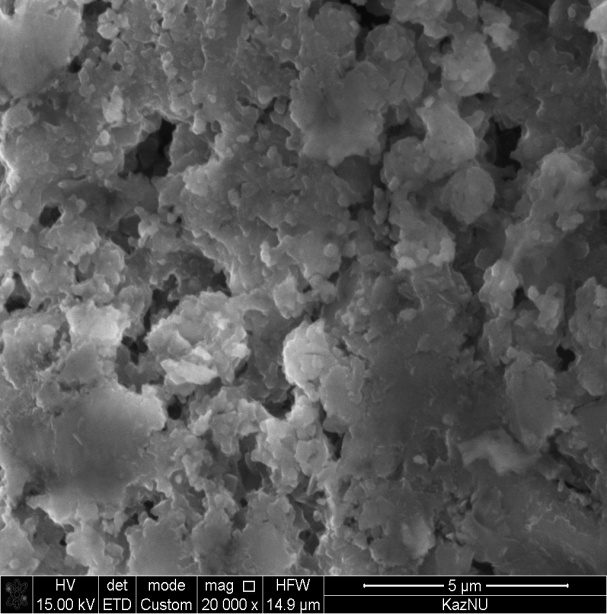 HV det mode mag HFW 5 µm
15.00 kV ETD Custom 20 000 x 14.9 µm KazNU